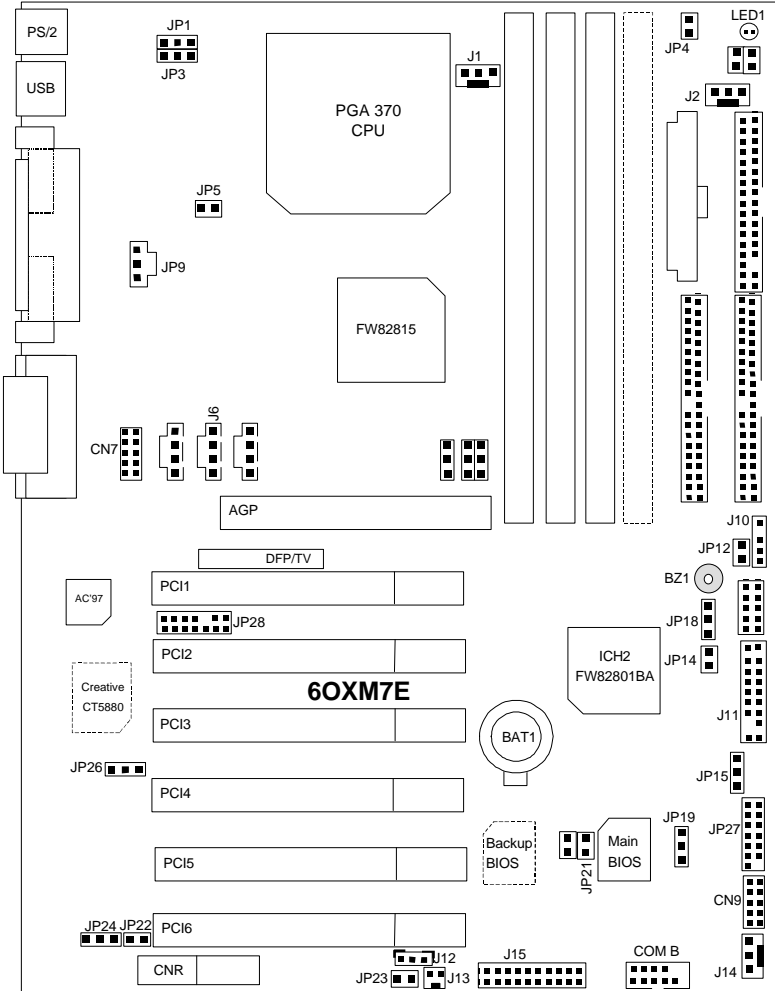 PS/2
JP1
JP3
USB
J1
PGA 370
CPU
JP4
LED1
J2
JP5
JP9
FW82815
J6
CN7
AGP
DFP/TV
J10
JP12
BZ1
AC'97
PCI1
JP28
JP18
PCI2
ICH2
FW82801BA
JP14
Creative
CT5880
6OXM7E
PCI3
BAT1
J11
JP26
PCI4
JP15
JP19
JP27
Backup
BIOS
JP21
Main
BIOS
PCI5
CN9
JP24
JP22
PCI6
CNR
J12
JP23
J13
J15
COM B
J14